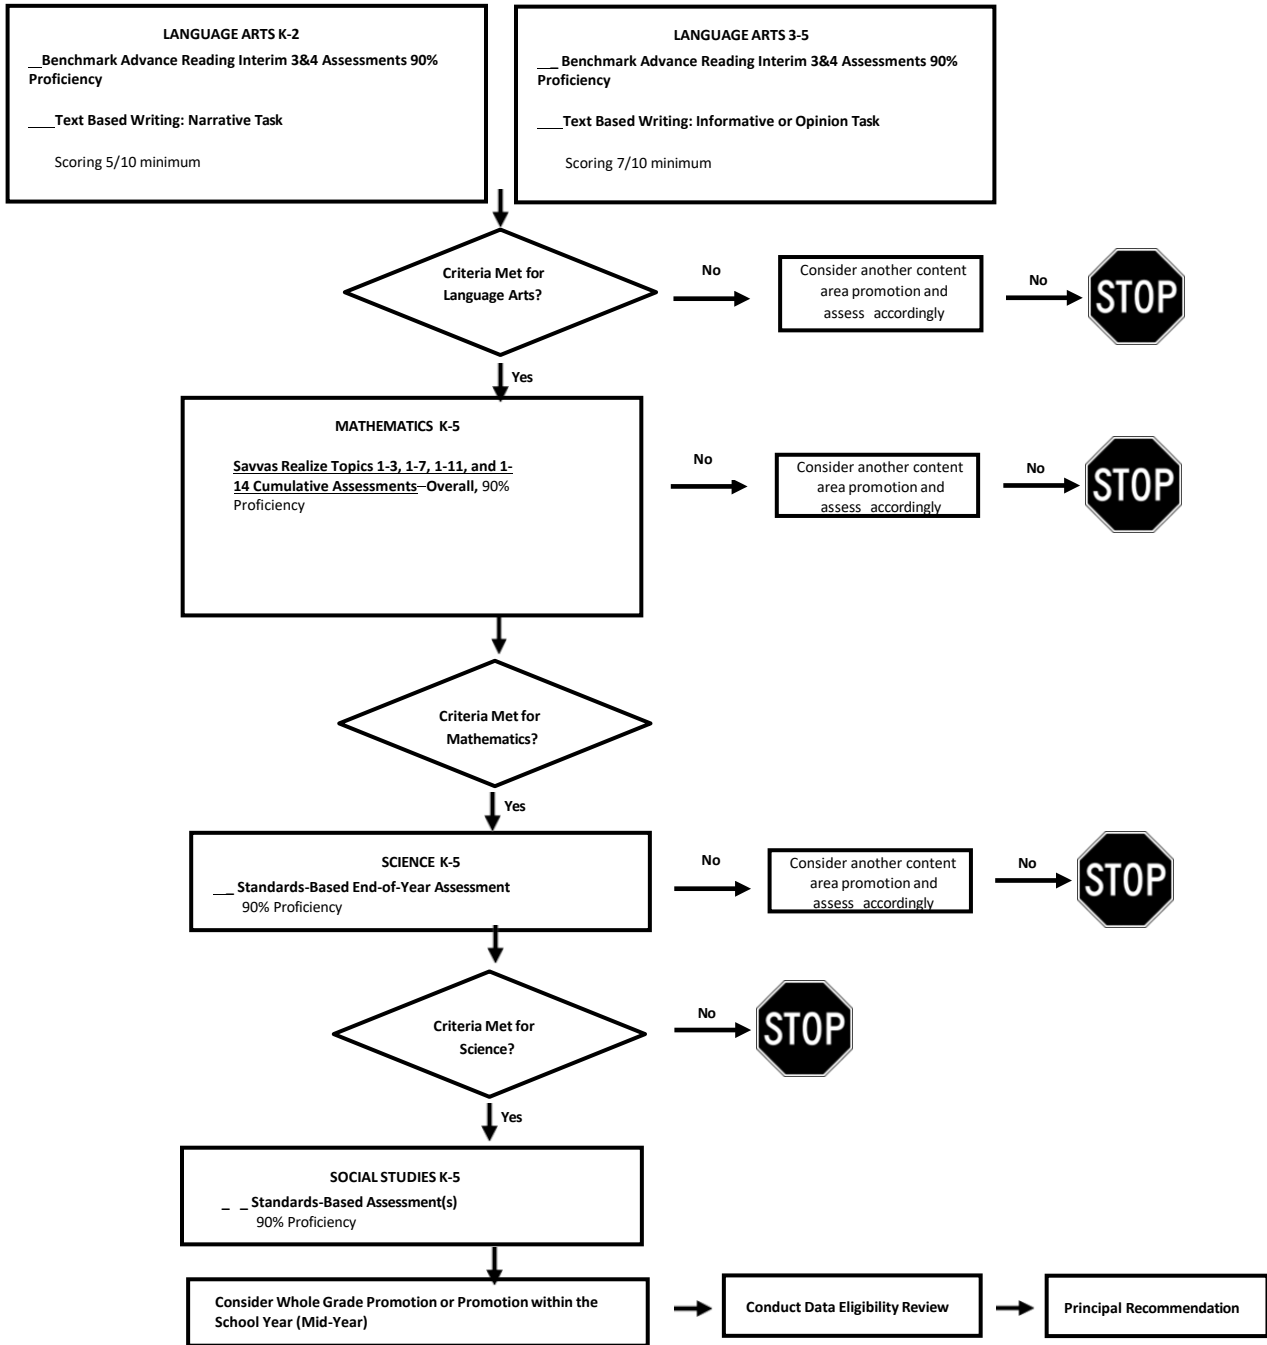 LANGUAGE ARTS K-2
__Benchmark Advance Reading Interim 3&4 Assessments 90%
Proficiency
___Text Based Writing: Narrative Task
Scoring 5/10 minimum
LANGUAGE ARTS 3-5
___ Benchmark Advance Reading Interim 3&4 Assessments 90%
Proficiency
___Text Based Writing: Informative or Opinion Task
Scoring 7/10 minimum
Criteria Met for
Language Arts?
No
Consider another content
area promotion and
assess accordingly
No
STOP
Yes
MATHEMATICS K-5
Savvas Realize Topics 1-3, 1-7, 1-11, and 1-
14 Cumulative Assessments–Overall, 90%
Proficiency
No
Consider another content
area promotion and
assess accordingly
No
STOP
Criteria Met for
Mathematics?
Yes
SCIENCE K-5
___ Standards-Based End-of-Year Assessment
90% Proficiency
No
Consider another content
area promotion and
assess accordingly
No
STOP
Criteria Met for
Science?
No
STOP
Yes
SOCIAL STUDIES K-5
_ _ Standards-Based Assessment(s)
90% Proficiency
Consider Whole Grade Promotion or Promotion within the
School Year (Mid-Year)
Conduct Data Eligibility Review
Principal Recommendation